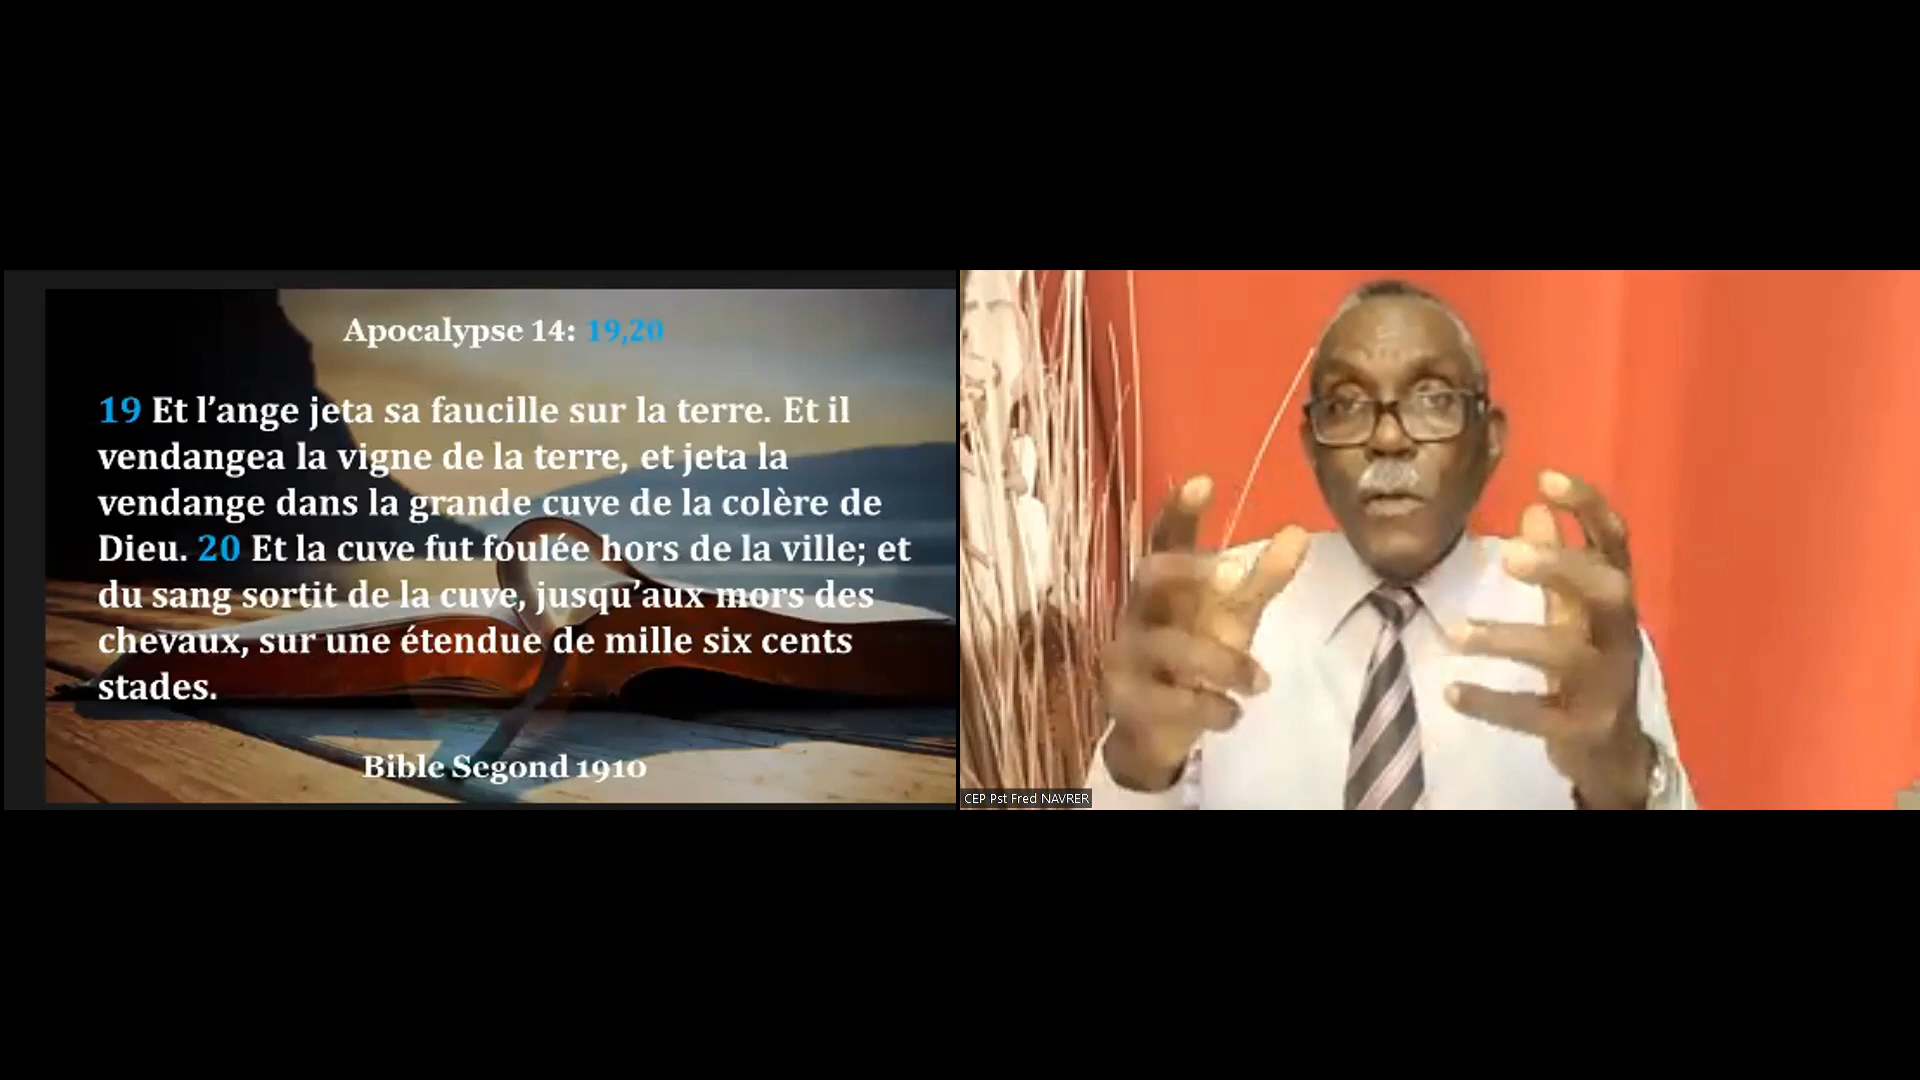 Apocalypse 14: 19,20
19 Et l’ange jeta sa faucille sur la terre. Et il
vendangea la vigne de la terre, et jeta la
vendange dans la grande cuve de la colère de
Dieu. 20 Et la cuve fut foulée hors de la ville; et
du sang sortit de la cuve, jusqu’aux mors des
chevaux, sur une étendue de mille six cents
stades.
Bible Segond 1910
CEP Pst Fred NAVRER